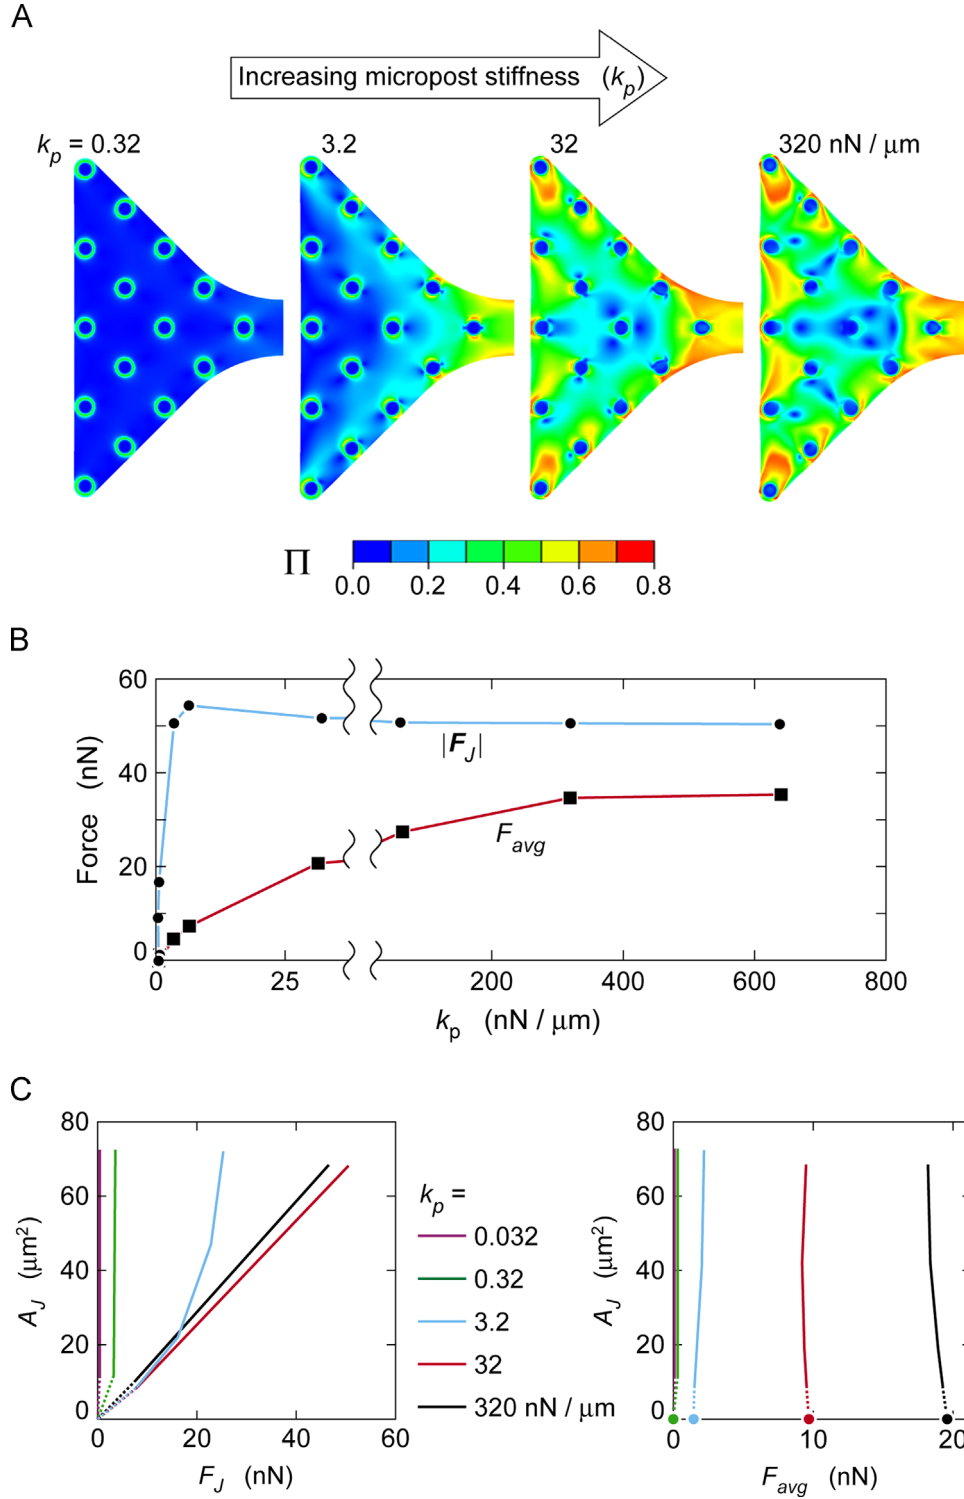 A
Increasing micropost stiffness (kp)
kp = 0.32
3.2
32
320 nN / μm
Π
0.0 0.2 0.4 0.6 0.8
B
60
40
20
0
Force (nN)
|FJ|
Favg
0 25 200 400 600 800
kp (nN / μm)
C
80
60
40
20
0
AJ (μm²)
0 20 40 60
FJ (nN)
kp =
0.032
0.32
3.2
32
320 nN / μm
80
60
40
20
0
AJ (μm²)
0 10 20
Favg (nN)